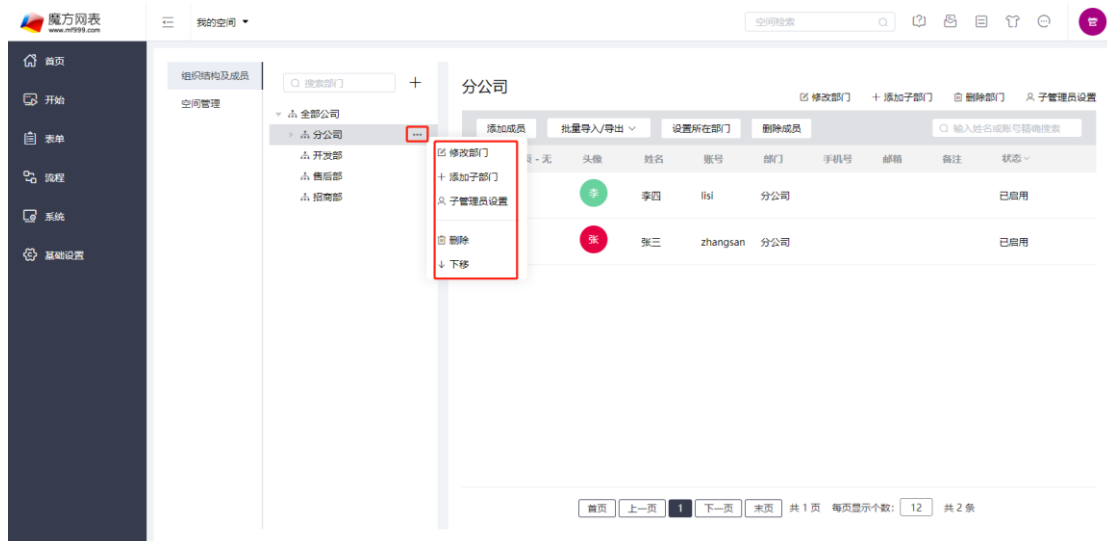 魔方网表
www.mf999.com
我的空间
空间检索
管
首页
开始
表单
流程
系统
基础设置
组织结构及成员
空间管理
搜索部门
全部公司
分公司
开发部
售后部
招商部
修改部门
添加子部门
子管理员设置
删除
下移
分公司
修改部门 添加子部门 删除部门 子管理员设置
添加成员 批量导入/导出 设置所在部门 删除成员 输入姓名或账号精确搜索
- 无 头像 姓名 账号 部门 手机号 邮箱 备注 状态
李 李四 lisi 分公司 已启用
张 张三 zhangsan 分公司 已启用
首页 上一页 1 下一页 末页 共 1 页 每页显示个数: 12 共 2 条